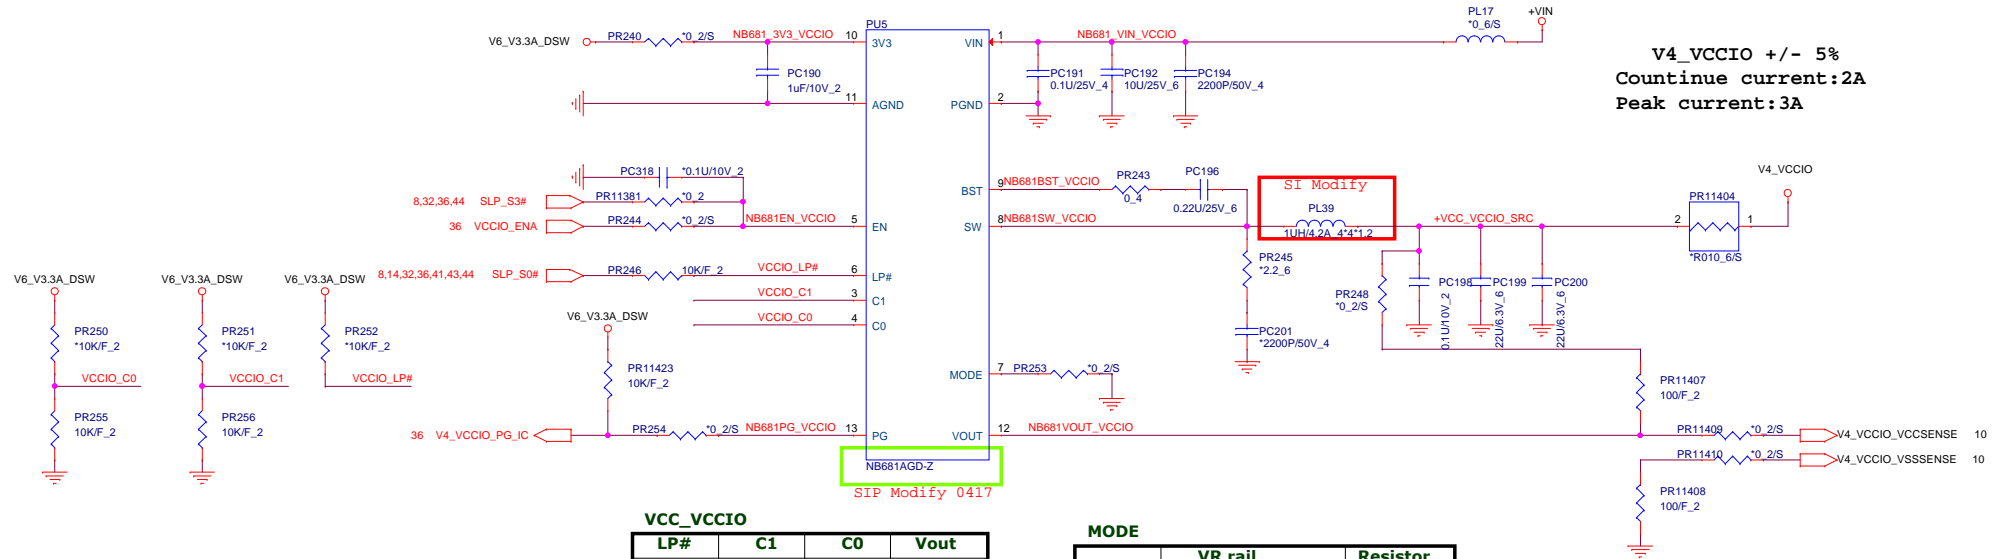 PU5
V6_V3.3A_DSW
PR240
*0_2/S
NB681_3V3_VCCIO
10
3V3
PC190
1uF/10V_2
11
AGND
VIN
1
NB681_VIN_VCCIO
PL17
*0_6/S
+VIN
PC191
0.1U/25V_4
PC192
10U/25V_6
PC194
2200P/50V_4
PGND
2
V4_VCCIO +/- 5%
Countinue current:2A
Peak current:3A
PC318
*0.1U/10V_2
8,32,36,44
SLP_S3#
PR11381
*0_2
36
VCCIO_ENA
PR244
*0_2/S
NB681EN_VCCIO
5
EN
8,14,32,36,41,43,44
SLP_S0#
PR246
10K/F_2
VCCIO_LP#
6
LP#
VCCIO_C1
3
C1
VCCIO_C0
4
C0
BST
9
NB681BST_VCCIO
PR243
0_4
PC196
0.22U/25V_6
SW
8
NB681SW_VCCIO
SI Modify
PL39
1UH/4.2A_4*4*1.2
+VCC_VCCIO_SRC
2
PR11404
1
*R010_6/S
V4_VCCIO
PR245
*2.2_6
PC201
*2200P/50V_4
PR248
*0_2/S
PC198
0.1U/10V_2
PC199
22U/6.3V_6
PC200
22U/6.3V_6
V6_V3.3A_DSW
V6_V3.3A_DSW
V6_V3.3A_DSW
PR250
*10K/F_2
PR251
*10K/F_2
PR252
*10K/F_2
VCCIO_C0
VCCIO_C1
VCCIO_LP#
PR255
10K/F_2
PR256
10K/F_2
V6_V3.3A_DSW
PR11423
10K/F_2
36
V4_VCCIO_PG_IC
PR254
*0_2/S
NB681PG_VCCIO
13
PG
MODE
7
PR253
*0_2/S
VOUT
12
NB681VOUT_VCCIO
PR11407
100/F_2
PR11409
*0_2/S
V4_VCCIO_VCCSENSE
10
PR11410
*0_2/S
V4_VCCIO_VSSSENSE
10
PR11408
100/F_2
NB681AGD-Z
SIP Modify 0417
VCC_VCCIO
LP#
C1
C0
Vout
MODE
VR rail
Resistor